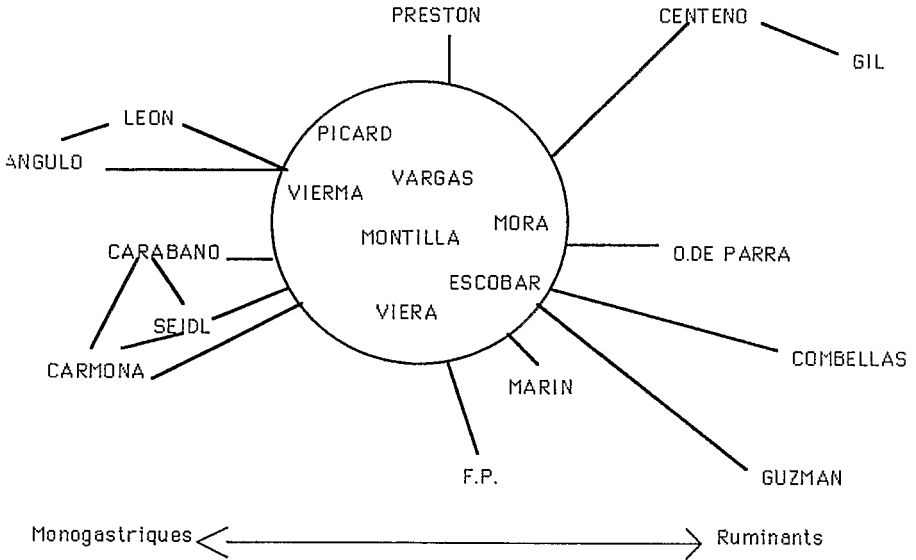 PRESTON
CENTENO
GIL
LEON
PICARD
ANGULO
VARGAS
VIERMA
MORA
MONTILLA
CARABANO
O.DE PARRA
ESCOBAR
VIERA
SEIDL
COMBELLAS
CARMONA
MARIN
F.P.
GUZMAN
Monogastriques
Ruminants